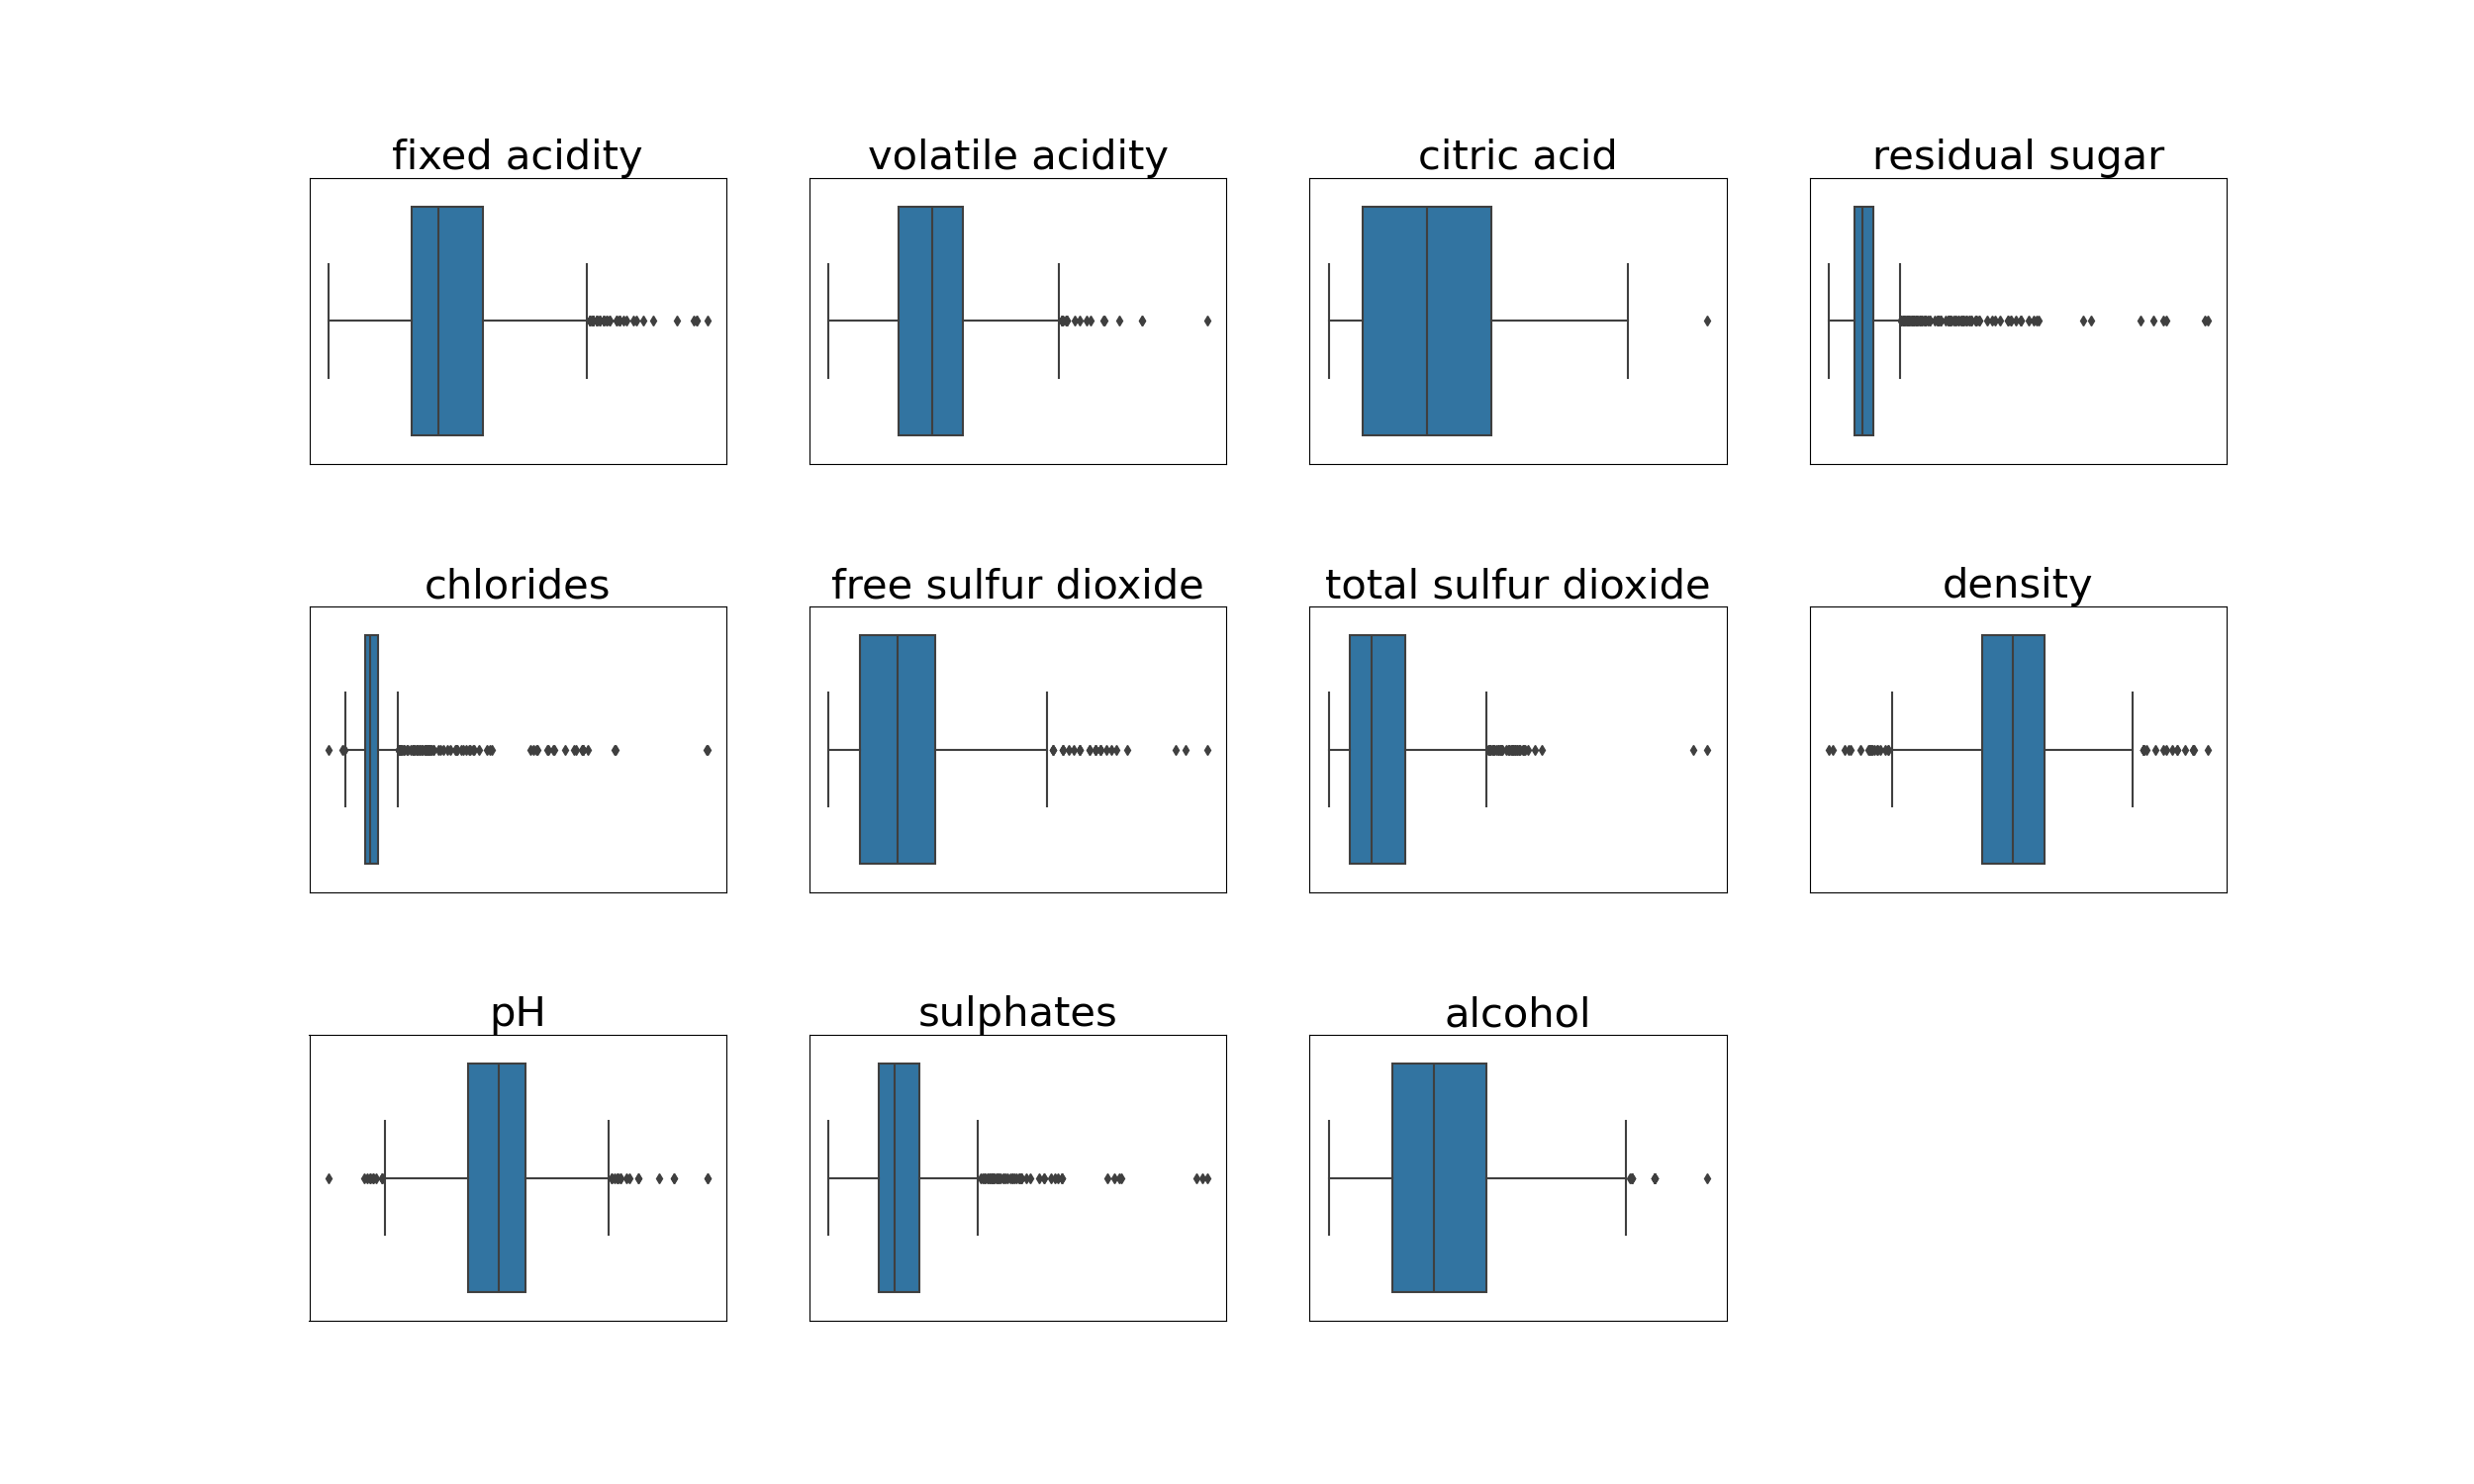 fixed acidity
volatile acidity
citric acid
residual sugar
chlorides
free sulfur dioxide
total sulfur dioxide
density
pH
sulphates
alcohol